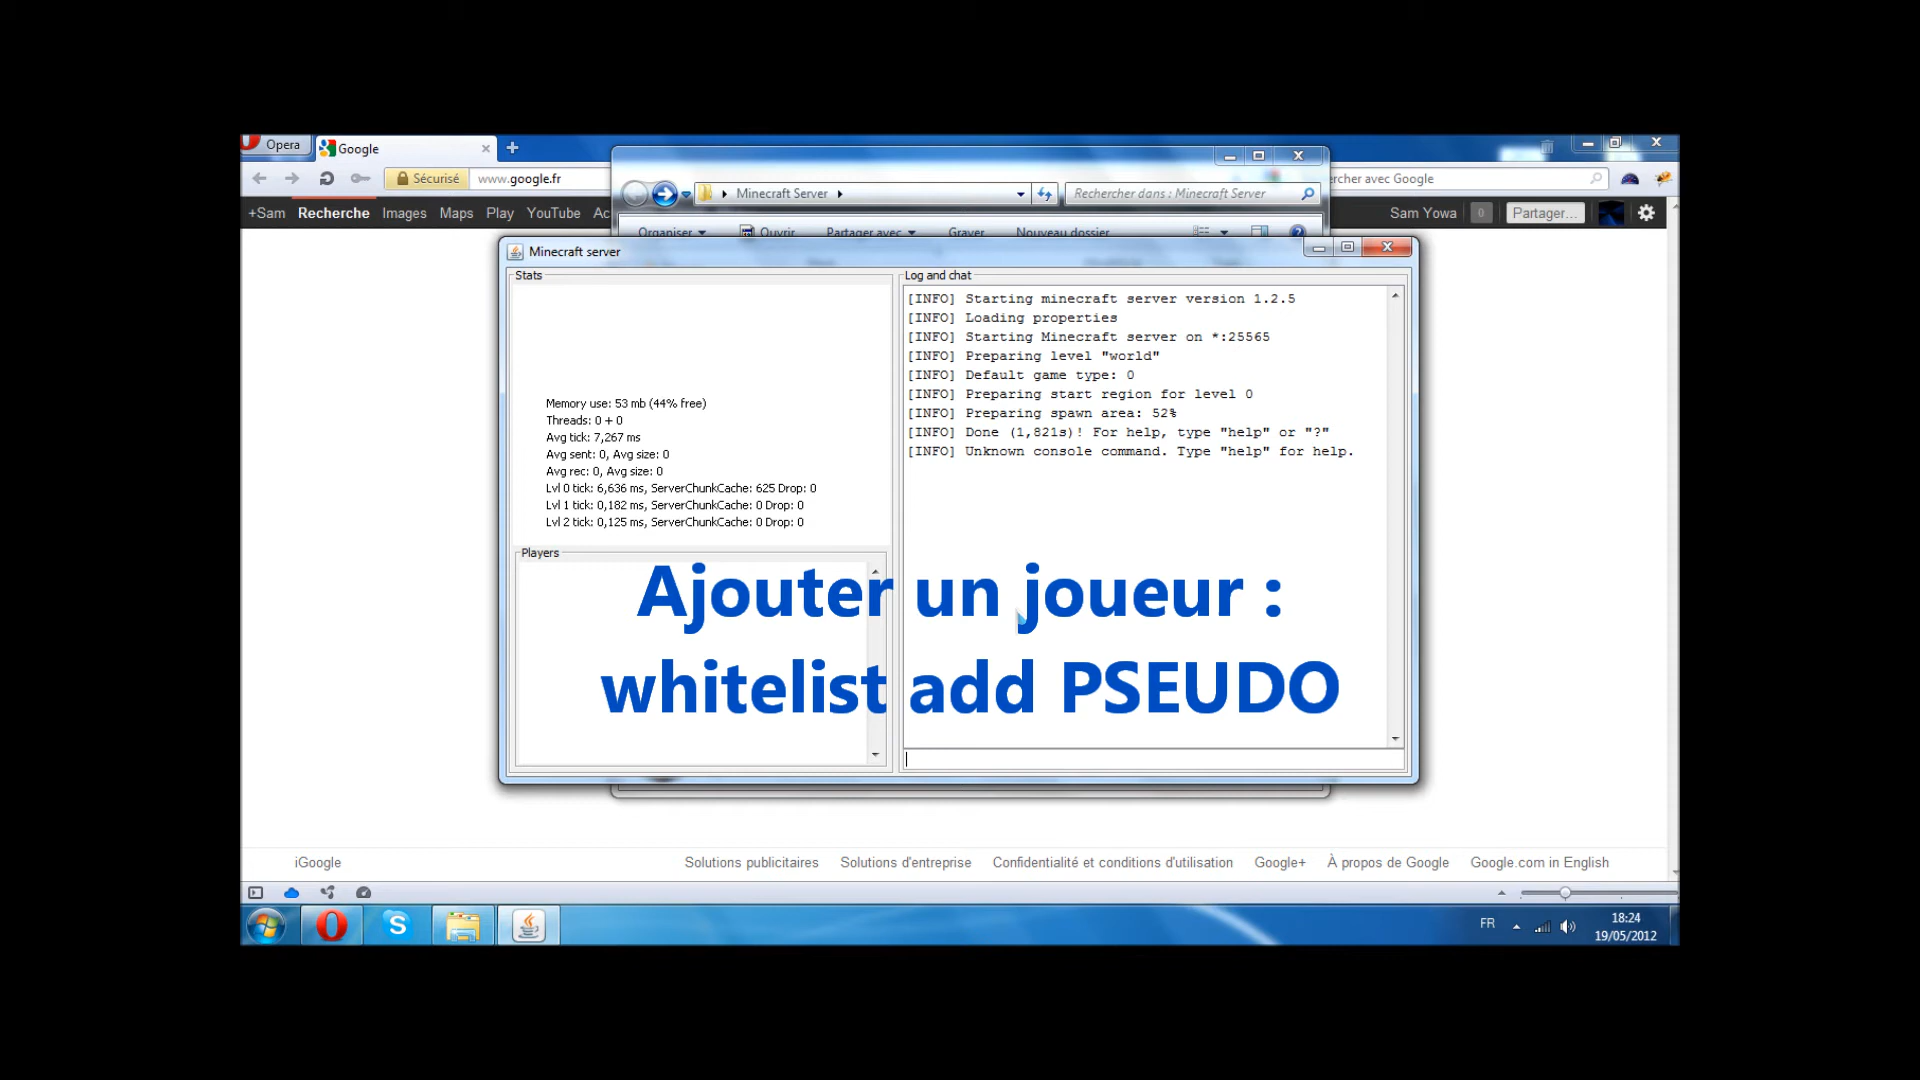 Opera
Google
Sécurisé
www.google.fr
Minecraft Server
Rechercher dans : Minecraft Server
cher avec Google
+Sam Recherche Images Maps Play YouTube Ac
Sam Yowa 0 Partager...
Organiser Ouvrir Partager avec Graver Nouveau dossier
Minecraft server
Stats
Memory use: 53 mb (44% free)
Threads: 0 + 0
Avg tick: 7,267 ms
Avg sent: 0, Avg size: 0
Avg rec: 0, Avg size: 0
Lvl 0 tick: 6,636 ms, ServerChunkCache: 625 Drop: 0
Lvl 1 tick: 0,182 ms, ServerChunkCache: 0 Drop: 0
Lvl 2 tick: 0,125 ms, ServerChunkCache: 0 Drop: 0
Players
Log and chat
[INFO] Starting minecraft server version 1.2.5
[INFO] Loading properties
[INFO] Starting Minecraft server on *:25565
[INFO] Preparing level "world"
[INFO] Default game type: 0
[INFO] Preparing start region for level 0
[INFO] Preparing spawn area: 52%
[INFO] Done (1,821s)! For help, type "help" or "?"
[INFO] Unknown console command. Type "help" for help.
Ajouter un joueur :
whitelist add PSEUDO
iGoogle
Solutions publicitaires Solutions d'entreprise Confidentialité et conditions d'utilisation Google+ À propos de Google Google.com in English
FR
18:24
19/05/2012